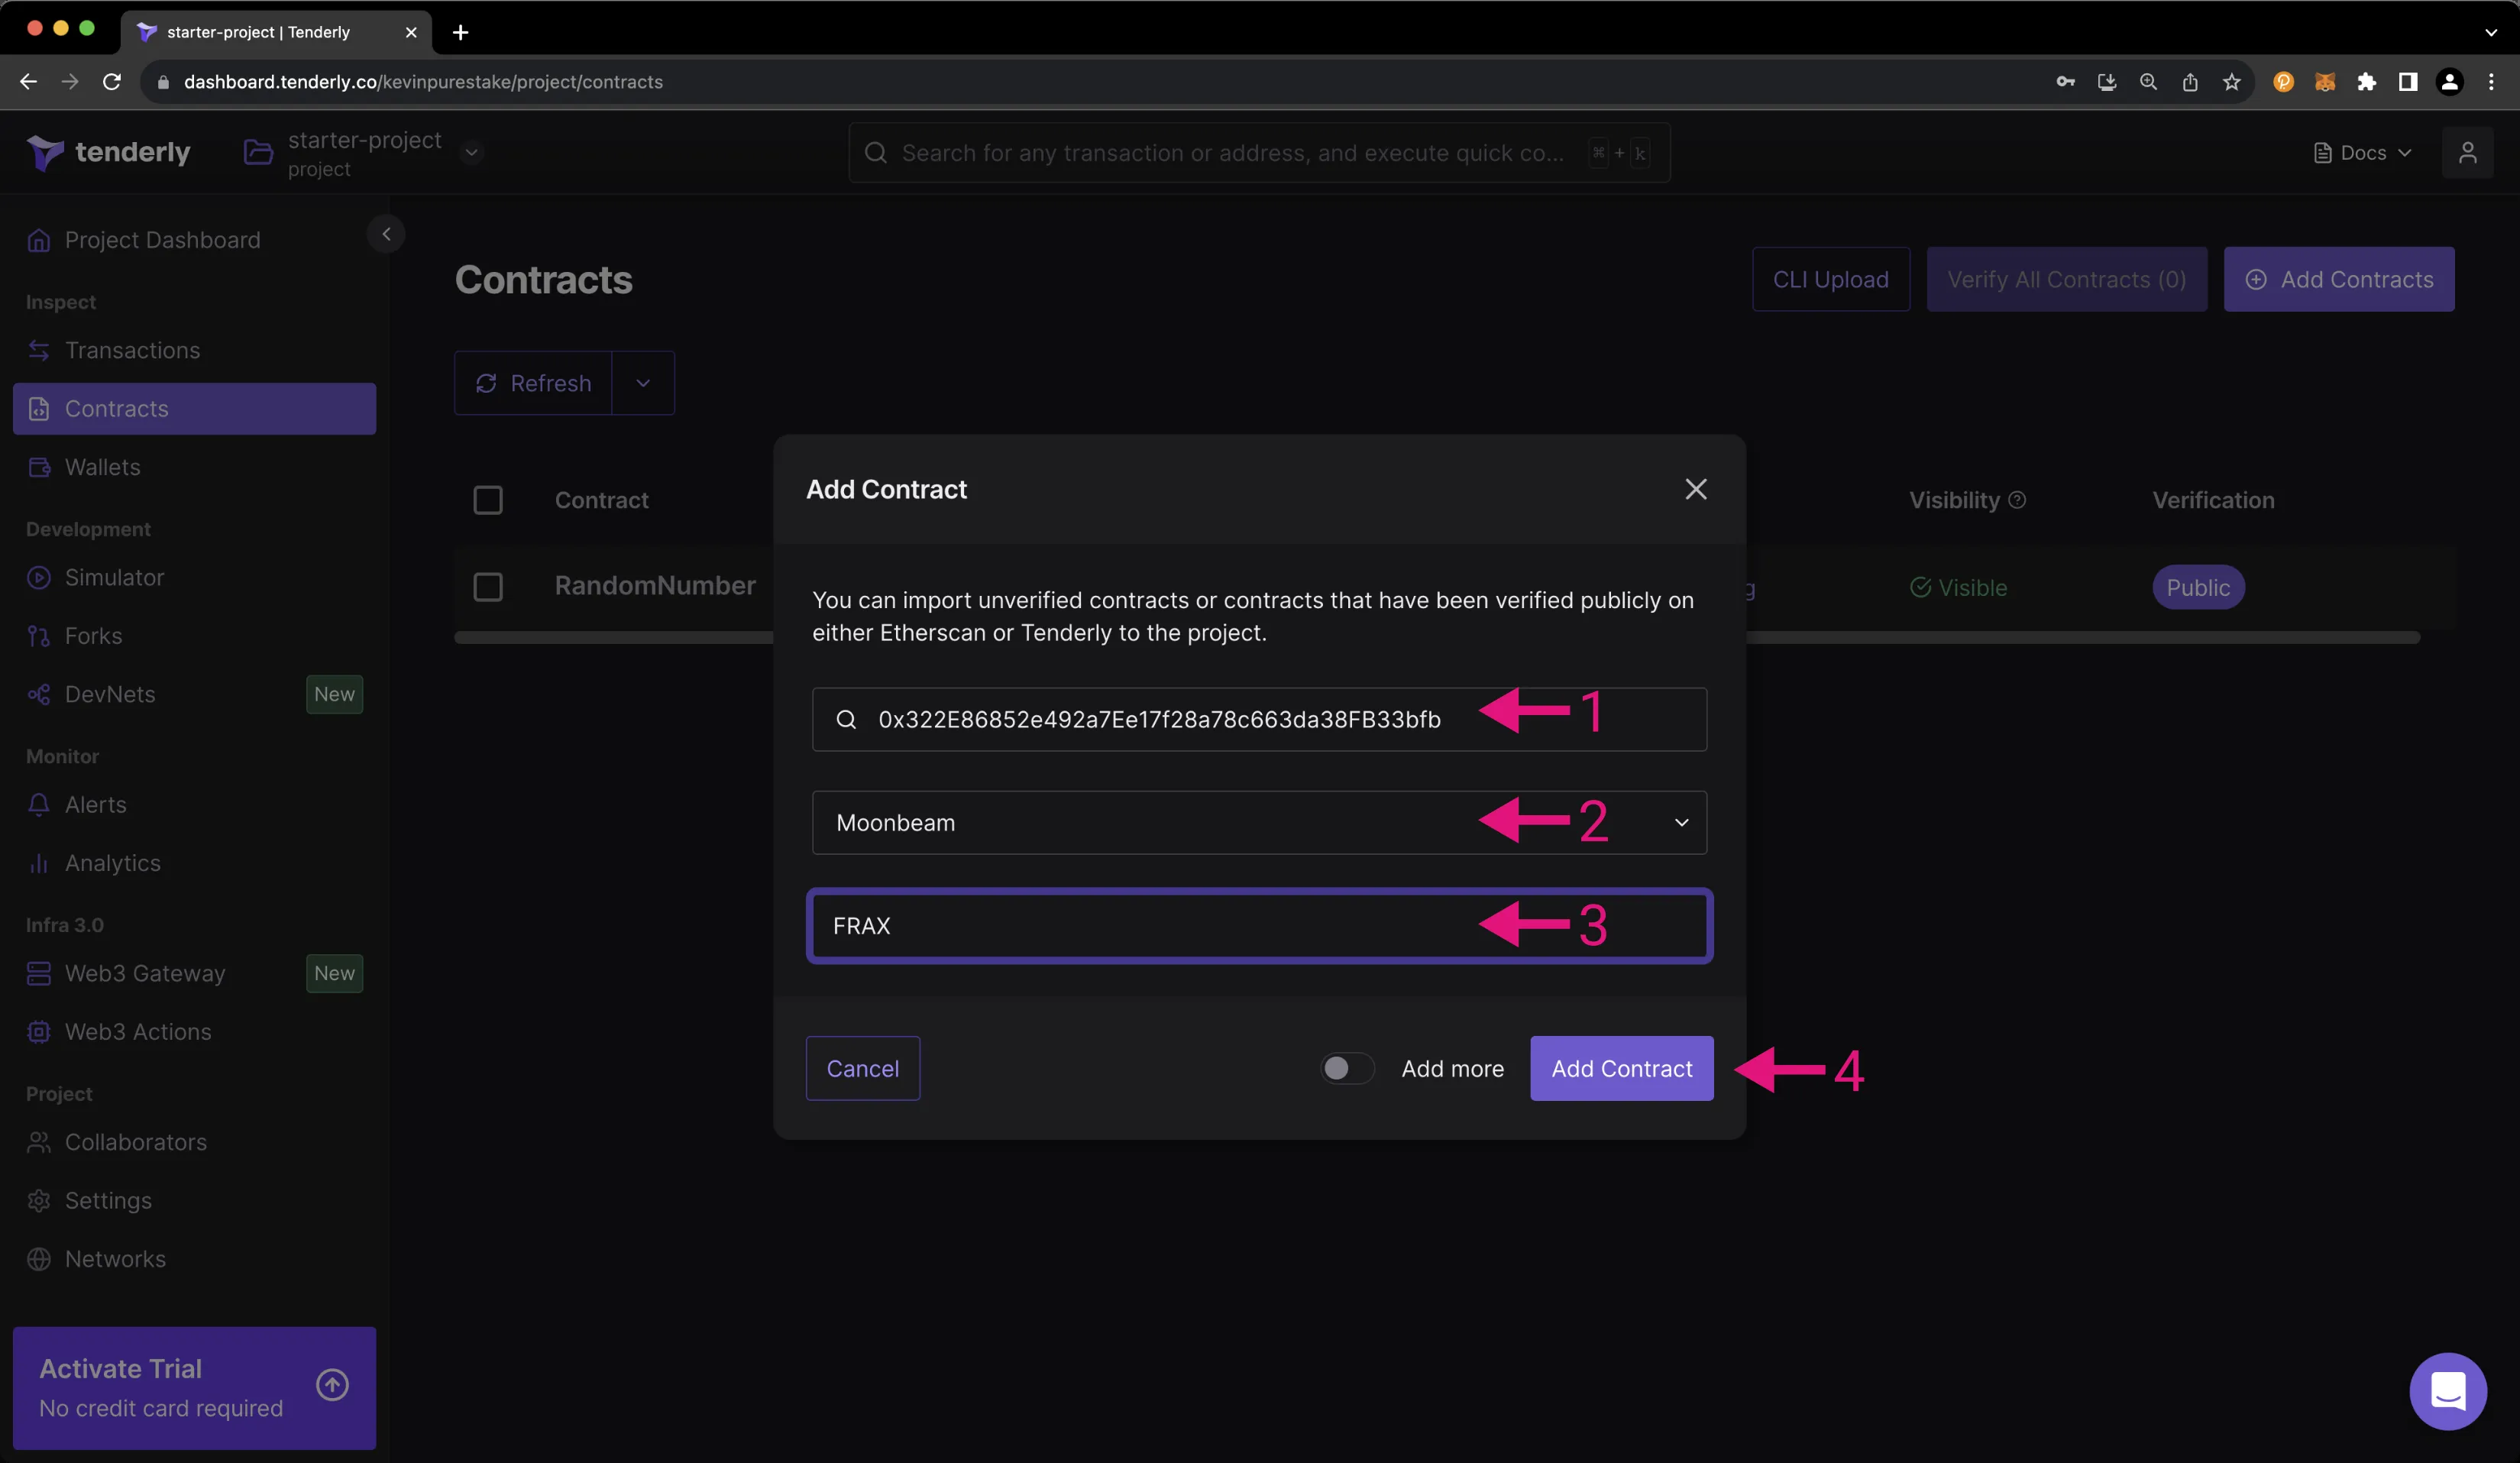 starter-project | Tenderly
dashboard.tenderly.co/kevinpurestake/project/contracts
tenderly
starter-project
project
Search for any transaction or address, and execute quick co...
⌘ + k
Docs
Project Dashboard
Inspect
Transactions
Contracts
Wallets
Development
Simulator
Forks
DevNets New
Monitor
Alerts
Analytics
Infra 3.0
Web3 Gateway New
Web3 Actions
Project
Collaborators
Settings
Networks
Activate Trial
No credit card required
Contracts
CLI Upload
Verify All Contracts (0)
Add Contracts
Refresh
Contract
Visibility
Verification
RandomNumber
g
Visible
Public
Add Contract
You can import unverified contracts or contracts that have been verified publicly on
either Etherscan or Tenderly to the project.
0x322E86852e492a7Ee17f28a78c663da38FB33bfb 1
Moonbeam 2
FRAX 3
Cancel
Add more
Add Contract 4